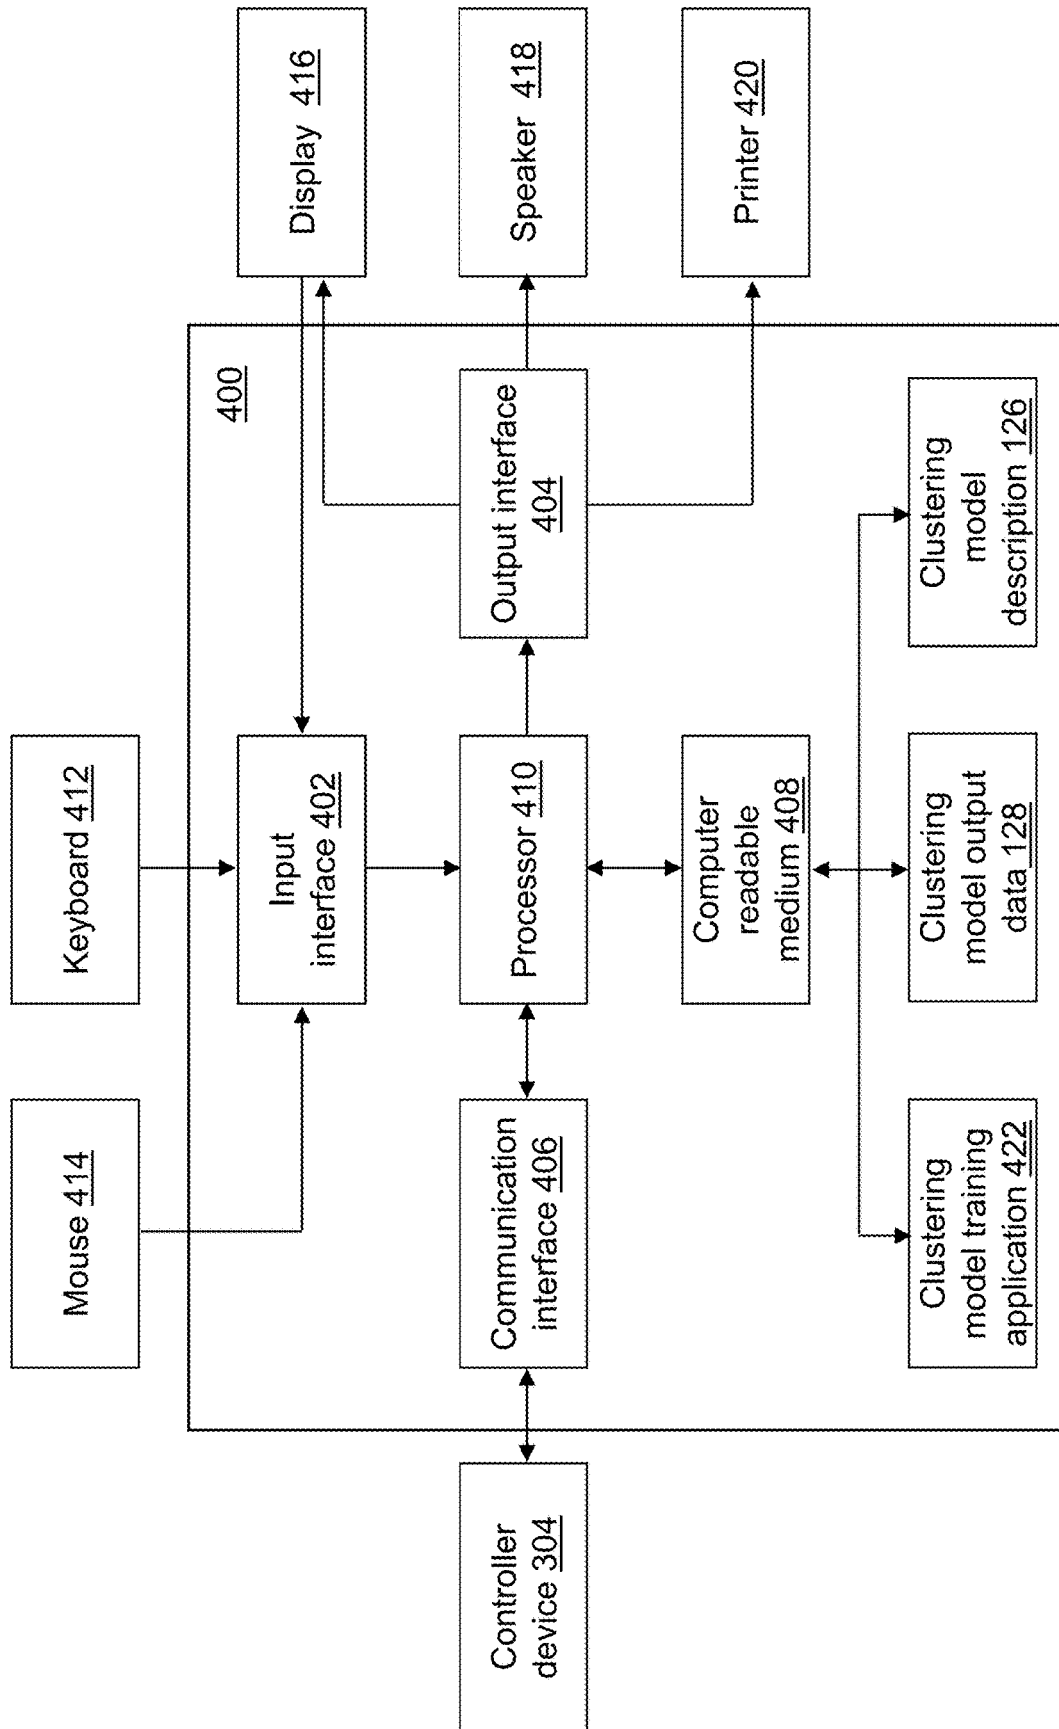 Mouse 414
Keyboard 412
400
Display 416
Input
interface 402
Controller
device 304
Communication
interface 406
Processor 410
Output interface
404
Speaker 418
Computer
readable
medium 408
Printer 420
Clustering
model training
application 422
Clustering
model output
data 128
Clustering
model
description 126